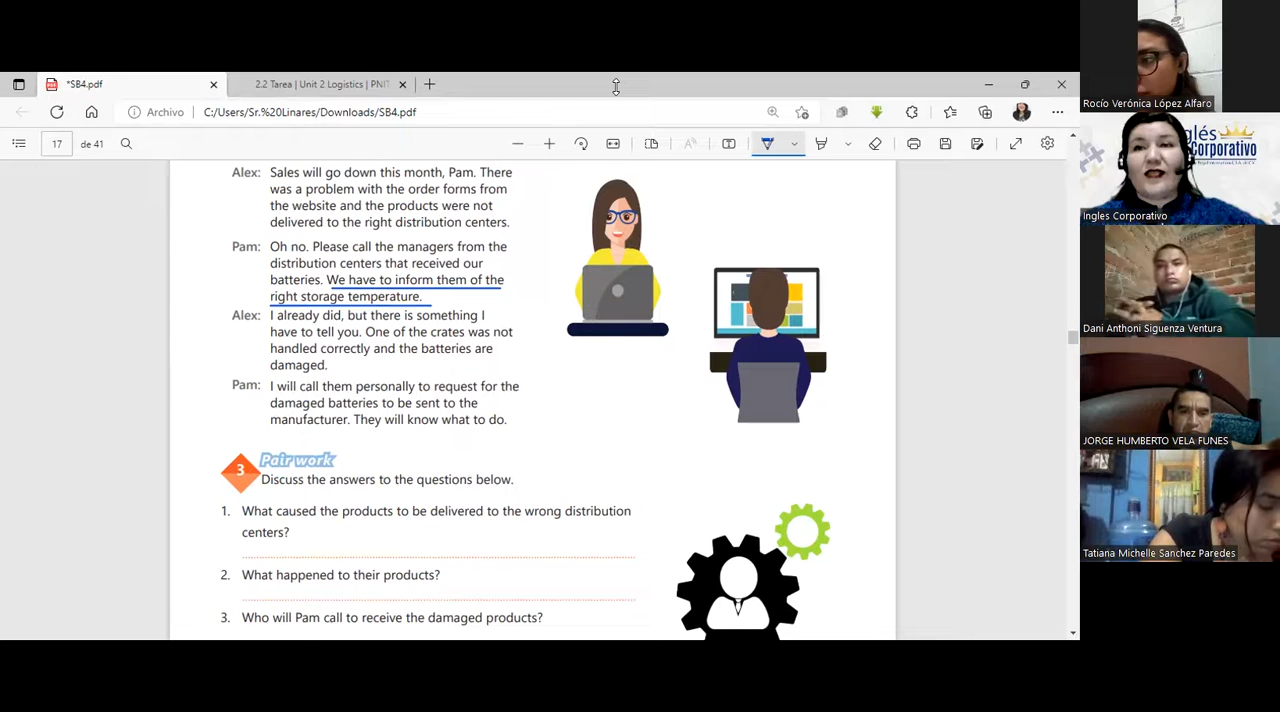 *SB4.pdf
2.2 Tarea | Unit 2 Logistics | PNIT
Archivo
C:/Users/Sr.%20Linares/Downloads/SB4.pdf
17
de 41
Alex: Sales will go down this month, Pam. There
was a problem with the order forms from
the website and the products were not
delivered to the right distribution centers.
Pam: Oh no. Please call the managers from the
distribution centers that received our
batteries. We have to inform them of the
right storage temperature.
Alex: I already did, but there is something I
have to tell you. One of the crates was not
handled correctly and the batteries are
damaged.
Pam: I will call them personally to request for the
damaged batteries to be sent to the
manufacturer. They will know what to do.
3
Pair work
Discuss the answers to the questions below.
1. What caused the products to be delivered to the wrong distribution
centers?
2. What happened to their products?
3. Who will Pam call to receive the damaged products?
Rocío Verónica López Alfaro
Inglés
Corporativo
Ingles Corporativo
Dani Anthoni Siguenza Ventura
JORGE HUMBERTO VELA FUNES
Tatiana Michelle Sanchez Paredes